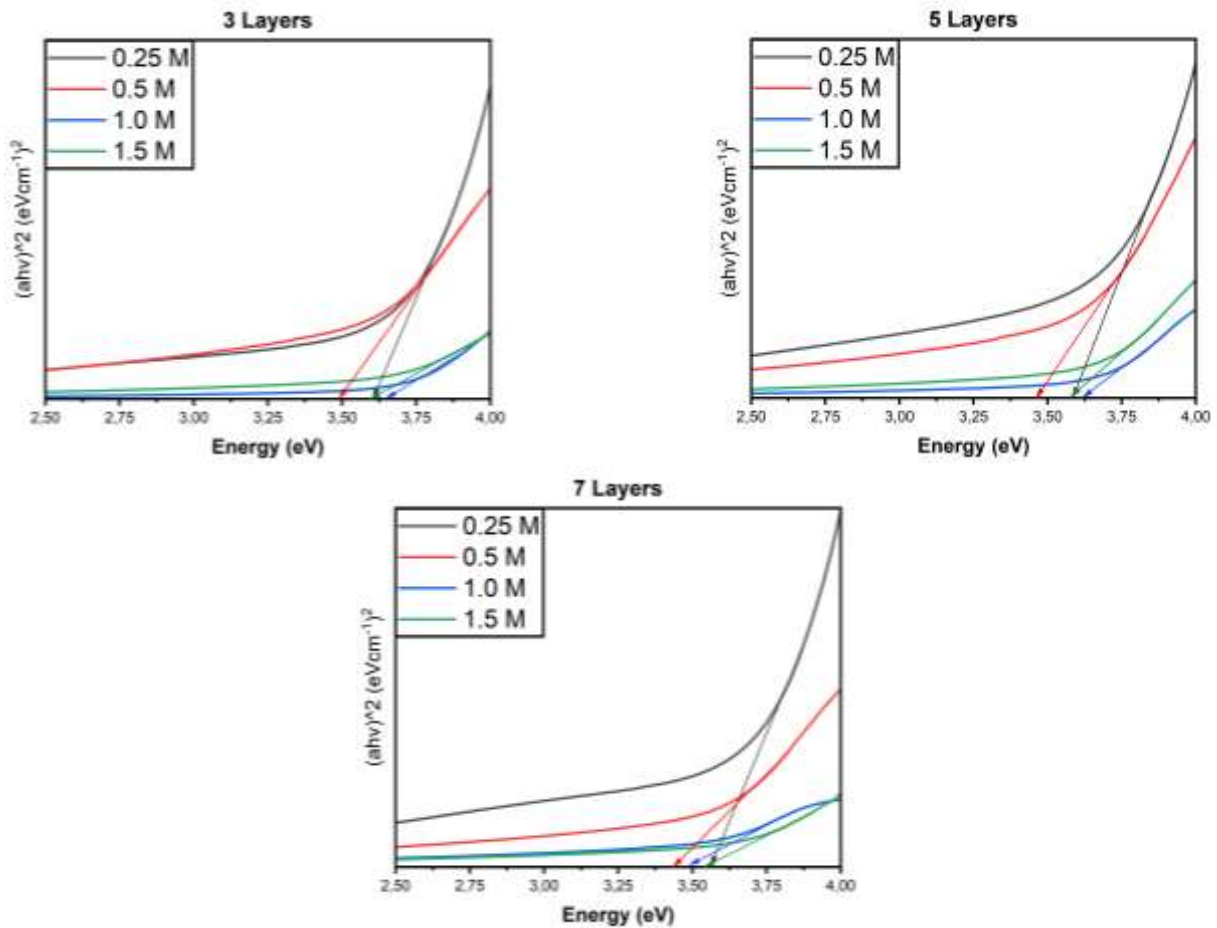 3 Layers
0.25 M
0.5 M
1.0 M
1.5 M
(ahv)^2 (eVcm⁻¹)²
2,50 2,75 3,00 3,25 3,50 3,75 4,00
Energy (eV)
5 Layers
0.25 M
0.5 M
1.0 M
1.5 M
(ahv)^2 (eVcm⁻¹)²
2,50 2,75 3,00 3,25 3,50 3,75 4,00
Energy (eV)
7 Layers
0.25 M
0.5 M
1.0 M
1.5 M
(ahv)^2 (eVcm⁻¹)²
2,50 2,75 3,00 3,25 3,50 3,75 4,00
Energy (eV)